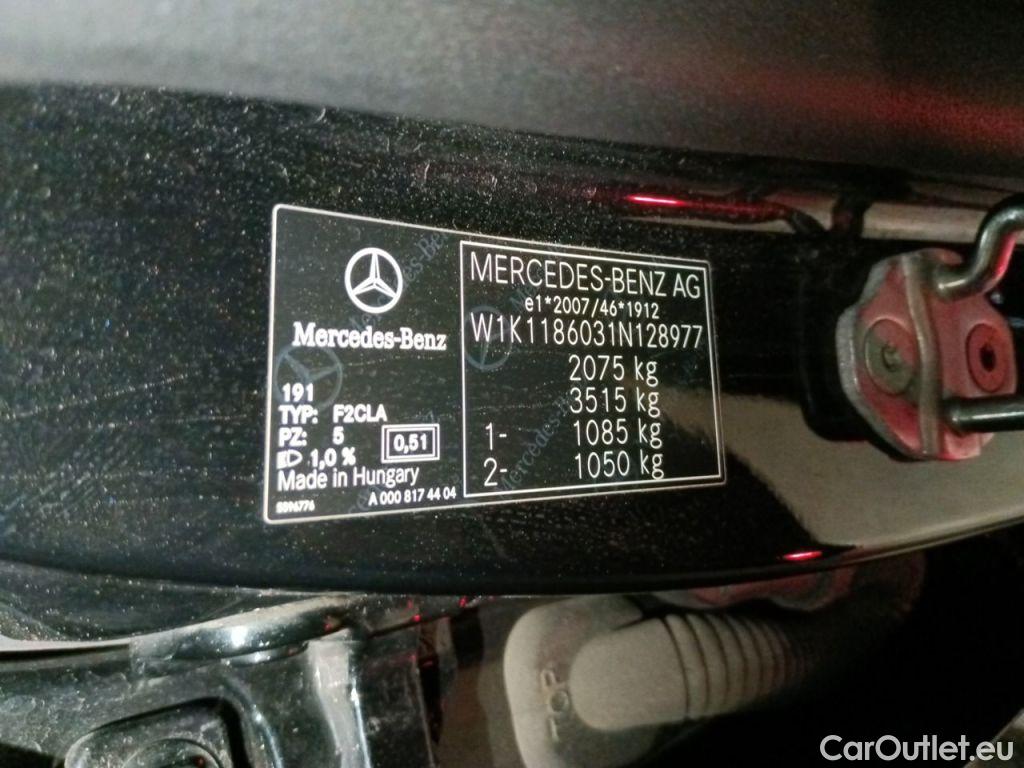 Mercedes-Benz
191
TYP: F2CLA
PZ: 5
1,0 %
0,51
Made in Hungary
A 000 817 44 04
MERCEDES-BENZ AG
e1*2007/46*1912
W1K1186031N128977
2075 kg
3515 kg
1- 1085 kg
2- 1050 kg
TOP
CarOutlet.eu